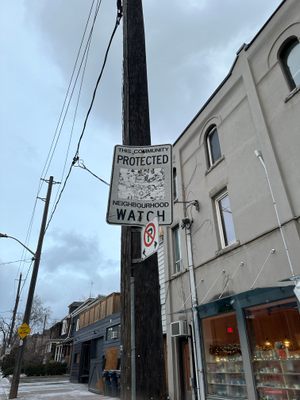 THIS COMMUNITY
PROTECTED
NEIGHBOURHOOD
WATCH